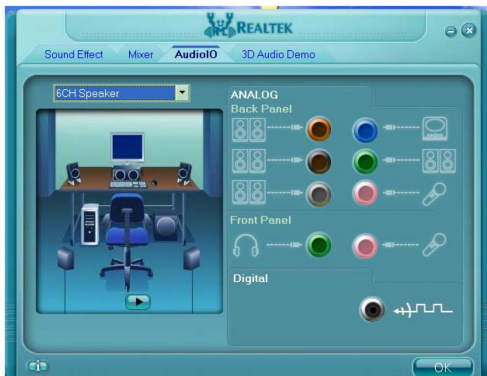 REALTEK
Sound Effect Mixer AudioIO 3D Audio Demo
6CH Speaker
ANALOG
Back Panel
Front Panel
Digital
OK